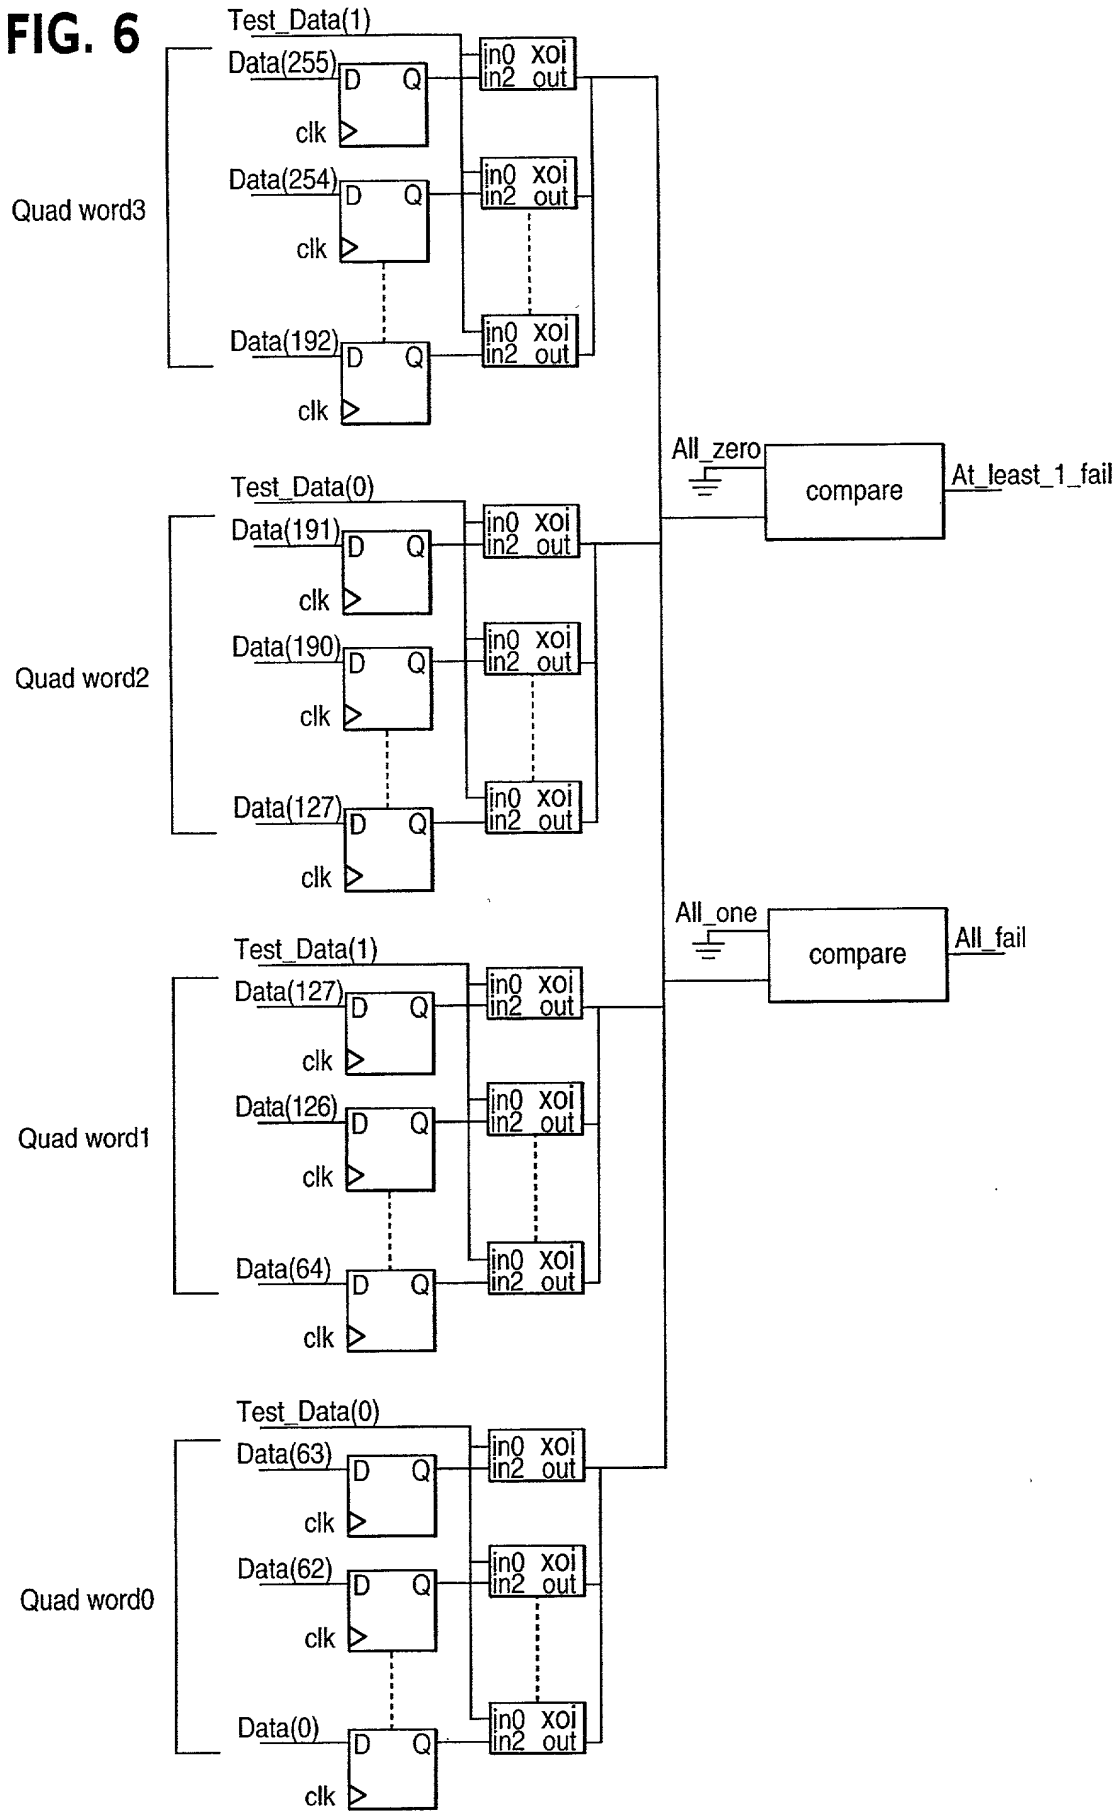 FIG. 6
Test_Data(1)
Data(255)
D Q
clk
in0 xoi
in2 out
Data(254)
D Q
clk
in0 xoi
in2 out
Quad word3
Data(192)
D Q
clk
in0 xoi
in2 out
All_zero
compare
At_least_1_fail
Test_Data(0)
Data(191)
D Q
clk
in0 xoi
in2 out
Data(190)
D Q
clk
in0 xoi
in2 out
Quad word2
Data(127)
D Q
clk
in0 xoi
in2 out
All_one
compare
All_fail
Test_Data(1)
Data(127)
D Q
clk
in0 xoi
in2 out
Data(126)
D Q
clk
in0 xoi
in2 out
Quad word1
Data(64)
D Q
clk
in0 xoi
in2 out
Test_Data(0)
Data(63)
D Q
clk
in0 xoi
in2 out
Data(62)
D Q
clk
in0 xoi
in2 out
Quad word0
Data(0)
D Q
clk
in0 xoi
in2 out